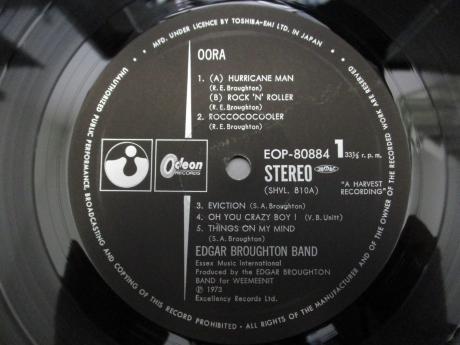 MFD. UNDER LICENCE BY TOSHIBA-EMI LTD. IN JAPAN
UNAUTHORIZED PUBLIC PERFORMANCE, BROADCASTING AND COPYING OF THIS RECORD PROHIBITED • ALL RIGHTS OF THE MANUFACTURER AND OF THE OWNER OF THE RECORDED WORK ARE RESERVED
OORA
1. (A) HURRICANE MAN
(R. E. Broughton)
(B) ROCK 'N' ROLLER
(R. E. Broughton)
2. ROCCOCOCOOLER
(R. E. Broughton)
Odeon
RECORDS
EOP-80884 1 33⅓ r. p. m.
STEREO
(SHVL. 810A)
"A HARVEST
RECORDING"
3. EVICTION (S. A. Broughton)
4. OH YOU CRAZY BOY ! (V. B. Unitt)
5. THINGS ON MY MIND
(S. A. Broughton)
EDGAR BROUGHTON BAND
Essex Music International
Produced by the EDGAR BROUGHTON
BAND for WEEMEENIT
Ⓟ 1973
Excellency Records Ltd.